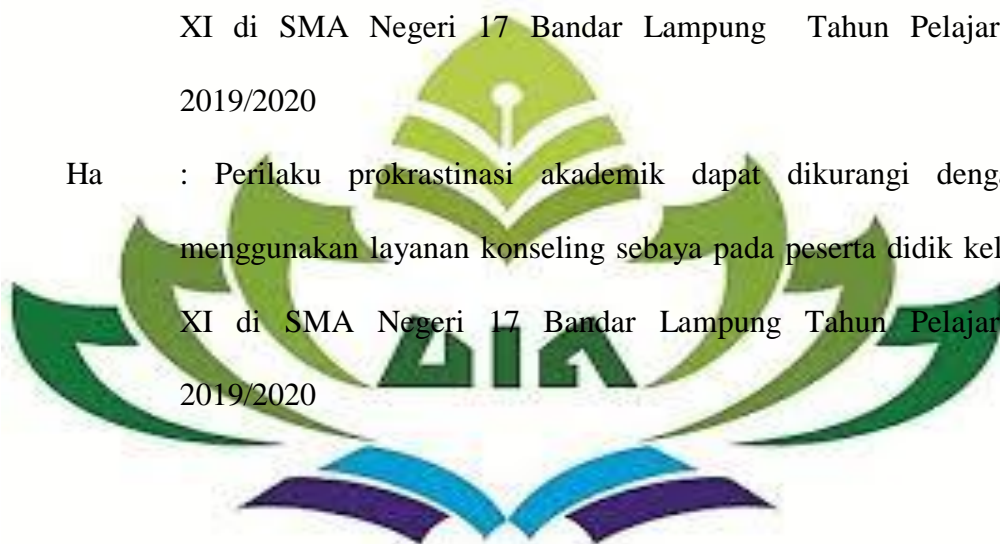 XI di SMA Negeri 17 Bandar Lampung Tahun Pelajar
2019/2020
Ha : Perilaku prokrastinasi akademik dapat dikurangi denga
menggunakan layanan konseling sebaya pada peserta didik kel
XI di SMA Negeri 17 Bandar Lampung Tahun Pelajar
2019/2020